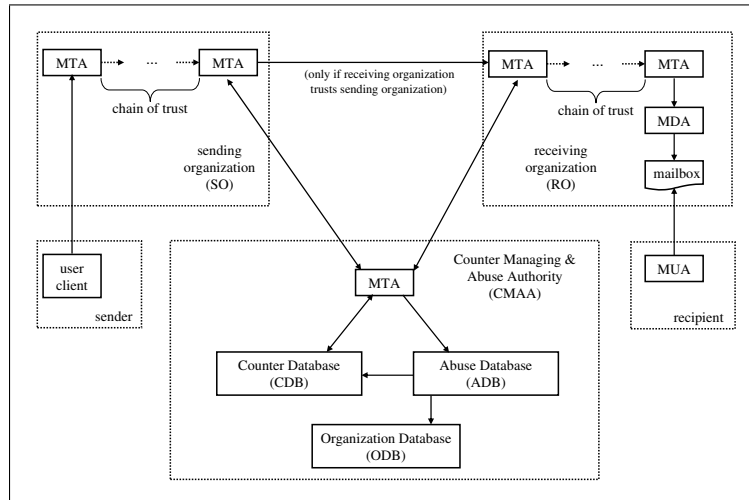 MTA
...
MTA
chain of trust
(only if receiving organization
trusts sending organization)
MTA
...
MTA
chain of trust
MDA
mailbox
sending
organization
(SO)
receiving
organization
(RO)
user
client
sender
MUA
recipient
Counter Managing &
Abuse Authority
(CMAA)
MTA
Counter Database
(CDB)
Abuse Database
(ADB)
Organization Database
(ODB)